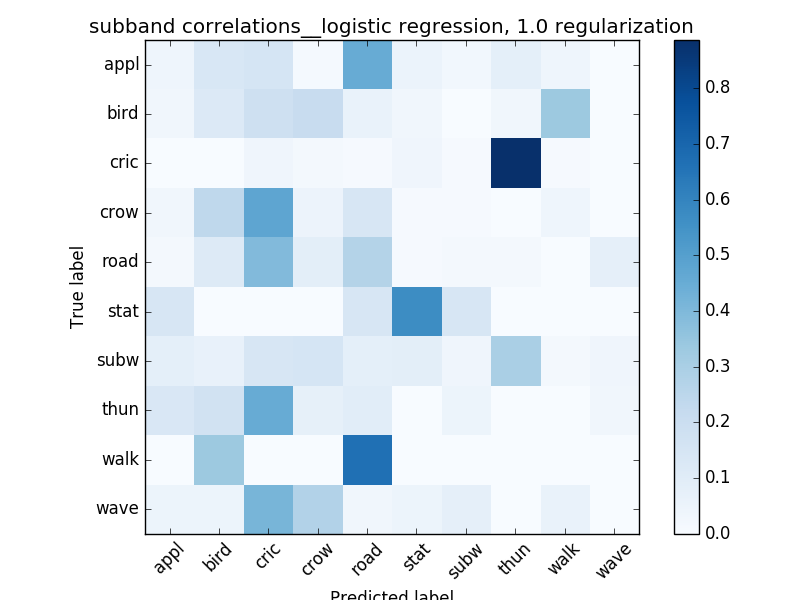 subband correlations__logistic regression, 1.0 regularization
appl
bird
cric
crow
road
stat
subw
thun
walk
wave
True label
appl
bird
cric
crow
road
stat
subw
thun
walk
wave
Predicted label
0.8
0.7
0.6
0.5
0.4
0.3
0.2
0.1
0.0